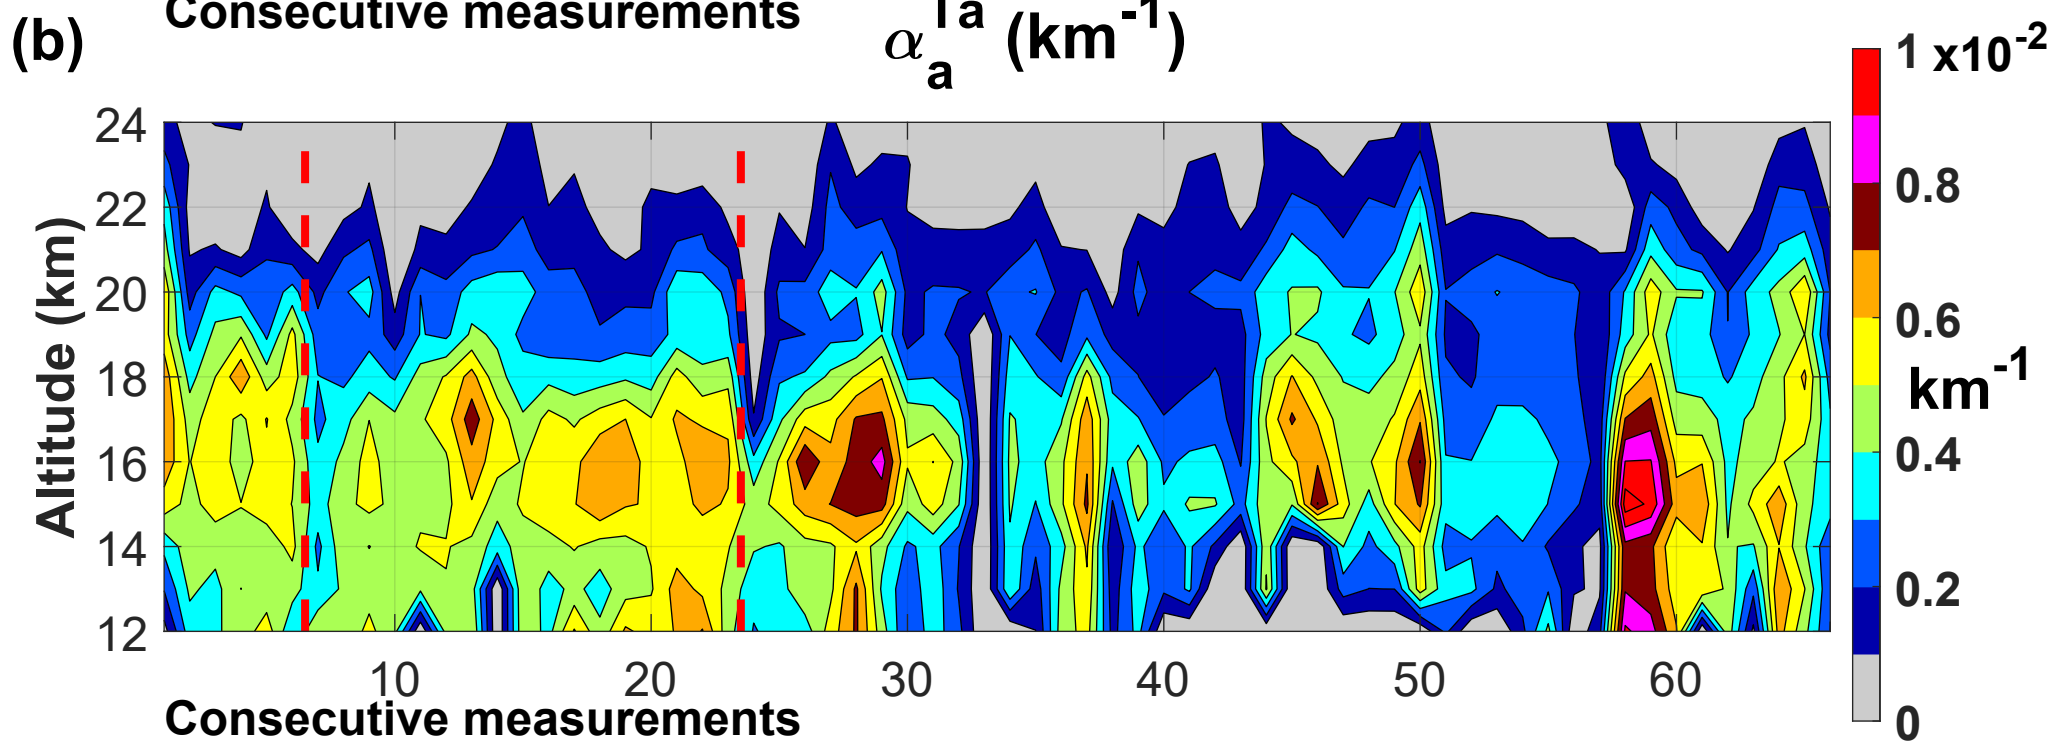 Consecutive measurements
(b)
α_a^Ta (km^-1)
1 x10^-2
24
22
20
18
16
14
12
Altitude (km)
0.8
0.6
km^-1
0.4
0.2
0
10 20 30 40 50 60
Consecutive measurements